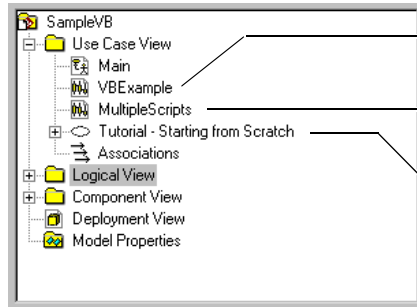 SampleVB
Use Case View
Main
VBExample
MultipleScripts
Tutorial - Starting from Scratch
Associations
Logical View
Component View
Deployment View
Model Properties